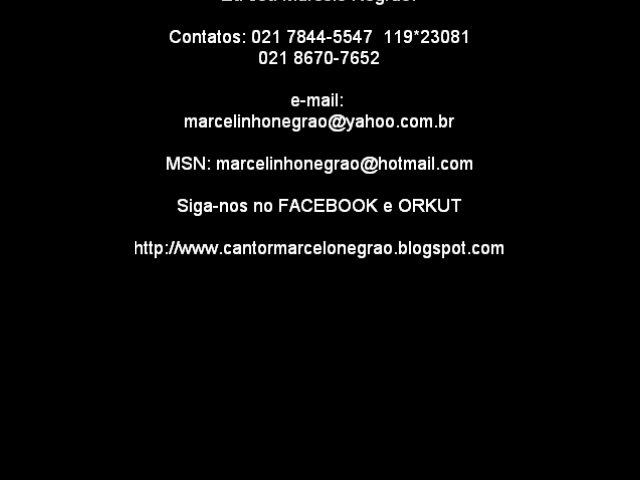 Contatos: 021 7844-5547 119*23081
021 8670-7652
e-mail:
marcelinhonegrao@yahoo.com.br
MSN: marcelinhonegrao@hotmail.com
Siga-nos no FACEBOOK e ORKUT
http://www.cantormarcelonegrao.blogspot.com